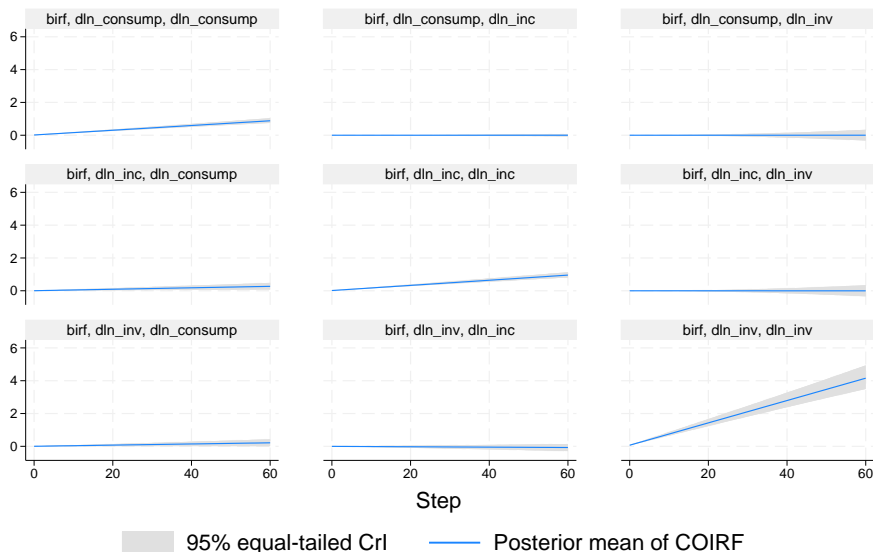 birf, dln_consump, dln_consump
birf, dln_consump, dln_inc
birf, dln_consump, dln_inv
6
4
2
0
birf, dln_inc, dln_consump
birf, dln_inc, dln_inc
birf, dln_inc, dln_inv
6
4
2
0
birf, dln_inv, dln_consump
birf, dln_inv, dln_inc
birf, dln_inv, dln_inv
6
4
2
0
0 20 40 60
0 20 40 60
0 20 40 60
Step
95% equal-tailed CrI
Posterior mean of COIRF